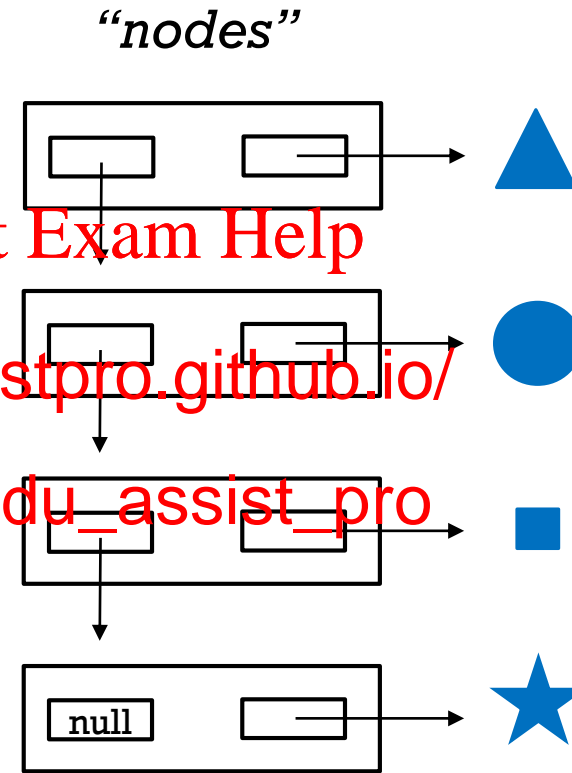 “nodes”
t Exam Help
stpro.github.io/
du_assist_pro
null